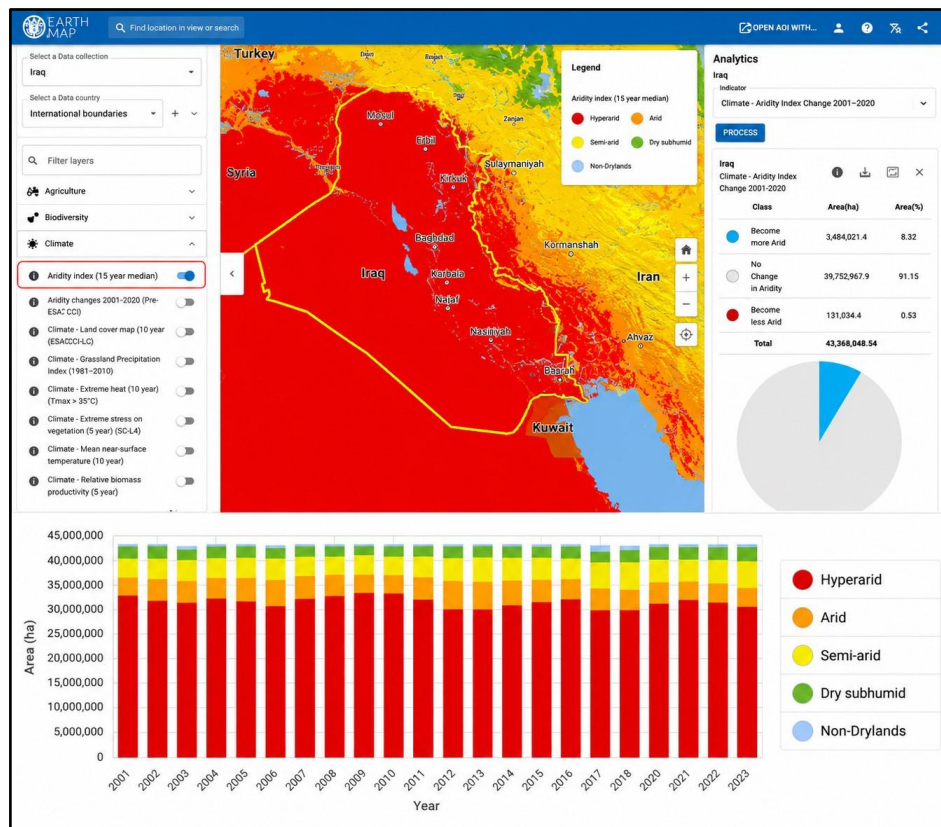 EARTH
MAP
Find location in view or search
OPEN AOI WITH...
Select a Data collection
Iraq
Select a Data country
International boundaries
Filter layers
Agriculture
Biodiversity
Climate
Aridity index (15 year median)
Aridity changes 2001-2020 (Pre-
ESA: CCI)
Climate - Land cover map (10 year
(ESACCI-LC)
Climate - Grassland Precipitation
Index (1981–2010)
Climate - Extreme heat (10 year)
(Tmax > 35°C)
Climate - Extreme stress on
vegetation (5 year) (SC-L4)
Climate - Mean near-surface
temperature (10 year)
Climate - Relative biomass
productivity (5 year)
Turkey
Mosul
Erbil
Zanjan
Syria
Kirkuk
Sulaymaniyah
Baghdad
Kormanshah
Iraq
Karbala
Iran
Najaf
Nasiriyah
Ahvaz
Basrah
Kuwait
Legend
Aridity index (15 year median)
Hyperarid
Arid
Semi-arid
Dry subhumid
Non-Drylands
Analytics
Iraq
Indicator
Climate - Aridity Index Change 2001–2020
PROCESS
Iraq
Climate - Aridity Index
Change 2001-2020
Class Area(ha) Area(%)
Become
more Arid 3,484,021.4 8.32
No
Change
in Aridity 39,752,967.9 91.15
Become
less Arid 131,034.4 0.53
Total 43,368,048.54
45,000,000
40,000,000
35,000,000
30,000,000
25,000,000
20,000,000
15,000,000
10,000,000
5,000,000
0
Area (ha)
2001 2002 2003 2004 2005 2006 2007 2008 2009 2010 2011 2012 2013 2014 2015 2016 2017 2018 2020 2021 2022 2023
Year
Hyperarid
Arid
Semi-arid
Dry subhumid
Non-Drylands